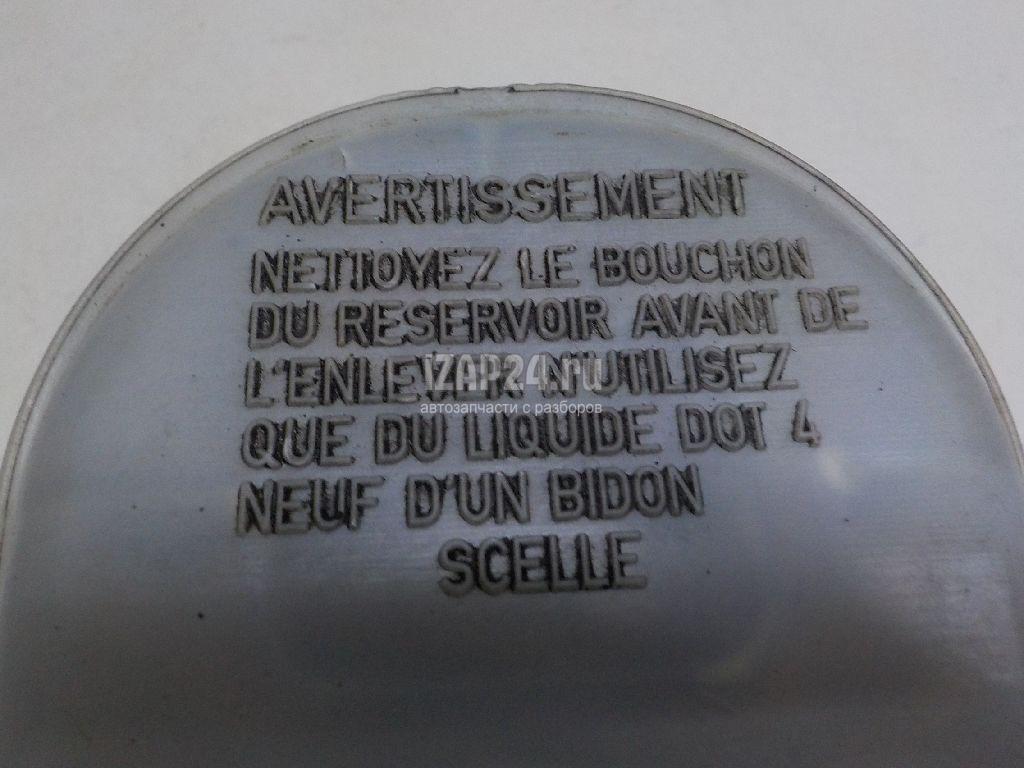 AVERTISSEMENT
NETTOYEZ LE BOUCHON
DU RESERVOIR AVANT DE
L'ENLEVER. N'UTILISEZ
IZAP24.ru
автозапчасти с разборов
QUE DU LIQUIDE DOT 4
NEUF D'UN BIDON
SCELLE